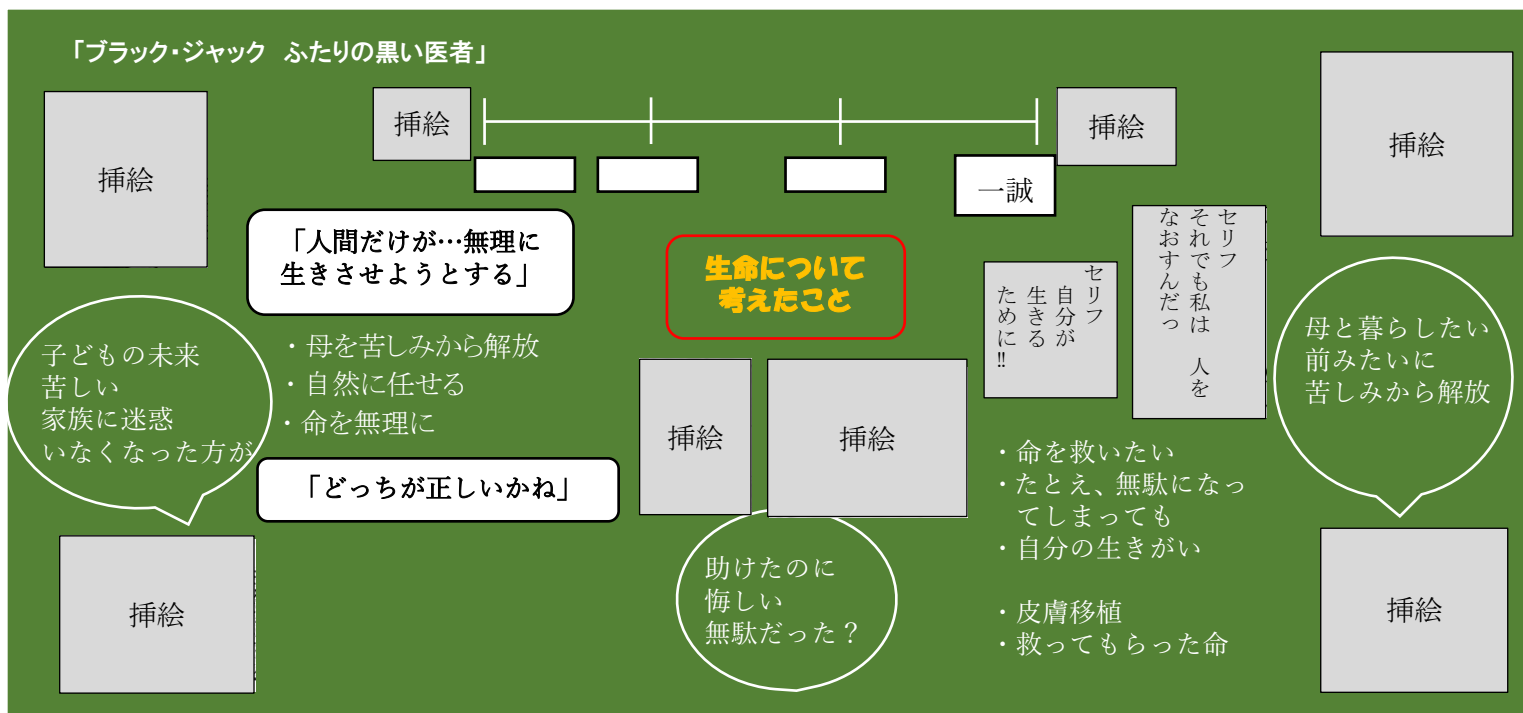 「ブラック・ジャック　ふたりの黒い医者」
挿絵
挿絵
挿絵
挿絵
一誠
「人間だけが…無理に
生きさせようとする」
・母を苦しみから解放
・自然に任せる
・命を無理に
「どっちが正しいかね」
子どもの未来
苦しい
家族に迷惑
いなくなった方が
挿絵
生命について
考えたこと
挿絵
挿絵
助けたのに
悔しい
無駄だった？
セリフ
それでも私は　人を
なおすんだっ
セリフ
自分が
生きる
ために‼
・命を救いたい
・たとえ、無駄になっ
てしまっても
・自分の生きがい
・皮膚移植
・救ってもらった命
母と暮らしたい
前みたいに
苦しみから解放
挿絵